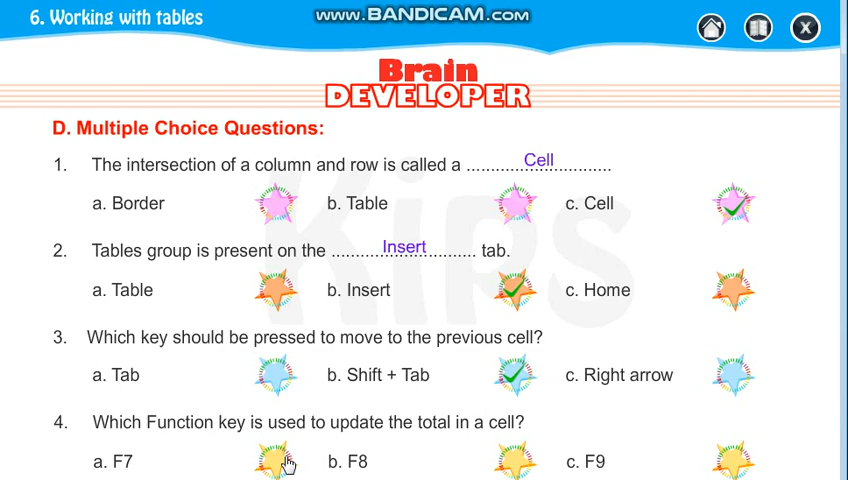 6. Working with tables
www.BANDICAM.com
X
Brain
DEVELOPER
D. Multiple Choice Questions:
1. The intersection of a column and row is called a ........Cell........
a. Border b. Table c. Cell
2. Tables group is present on the ........Insert........ tab.
a. Table b. Insert c. Home
3. Which key should be pressed to move to the previous cell?
a. Tab b. Shift + Tab c. Right arrow
4. Which Function key is used to update the total in a cell?
a. F7 b. F8 c. F9
Kips